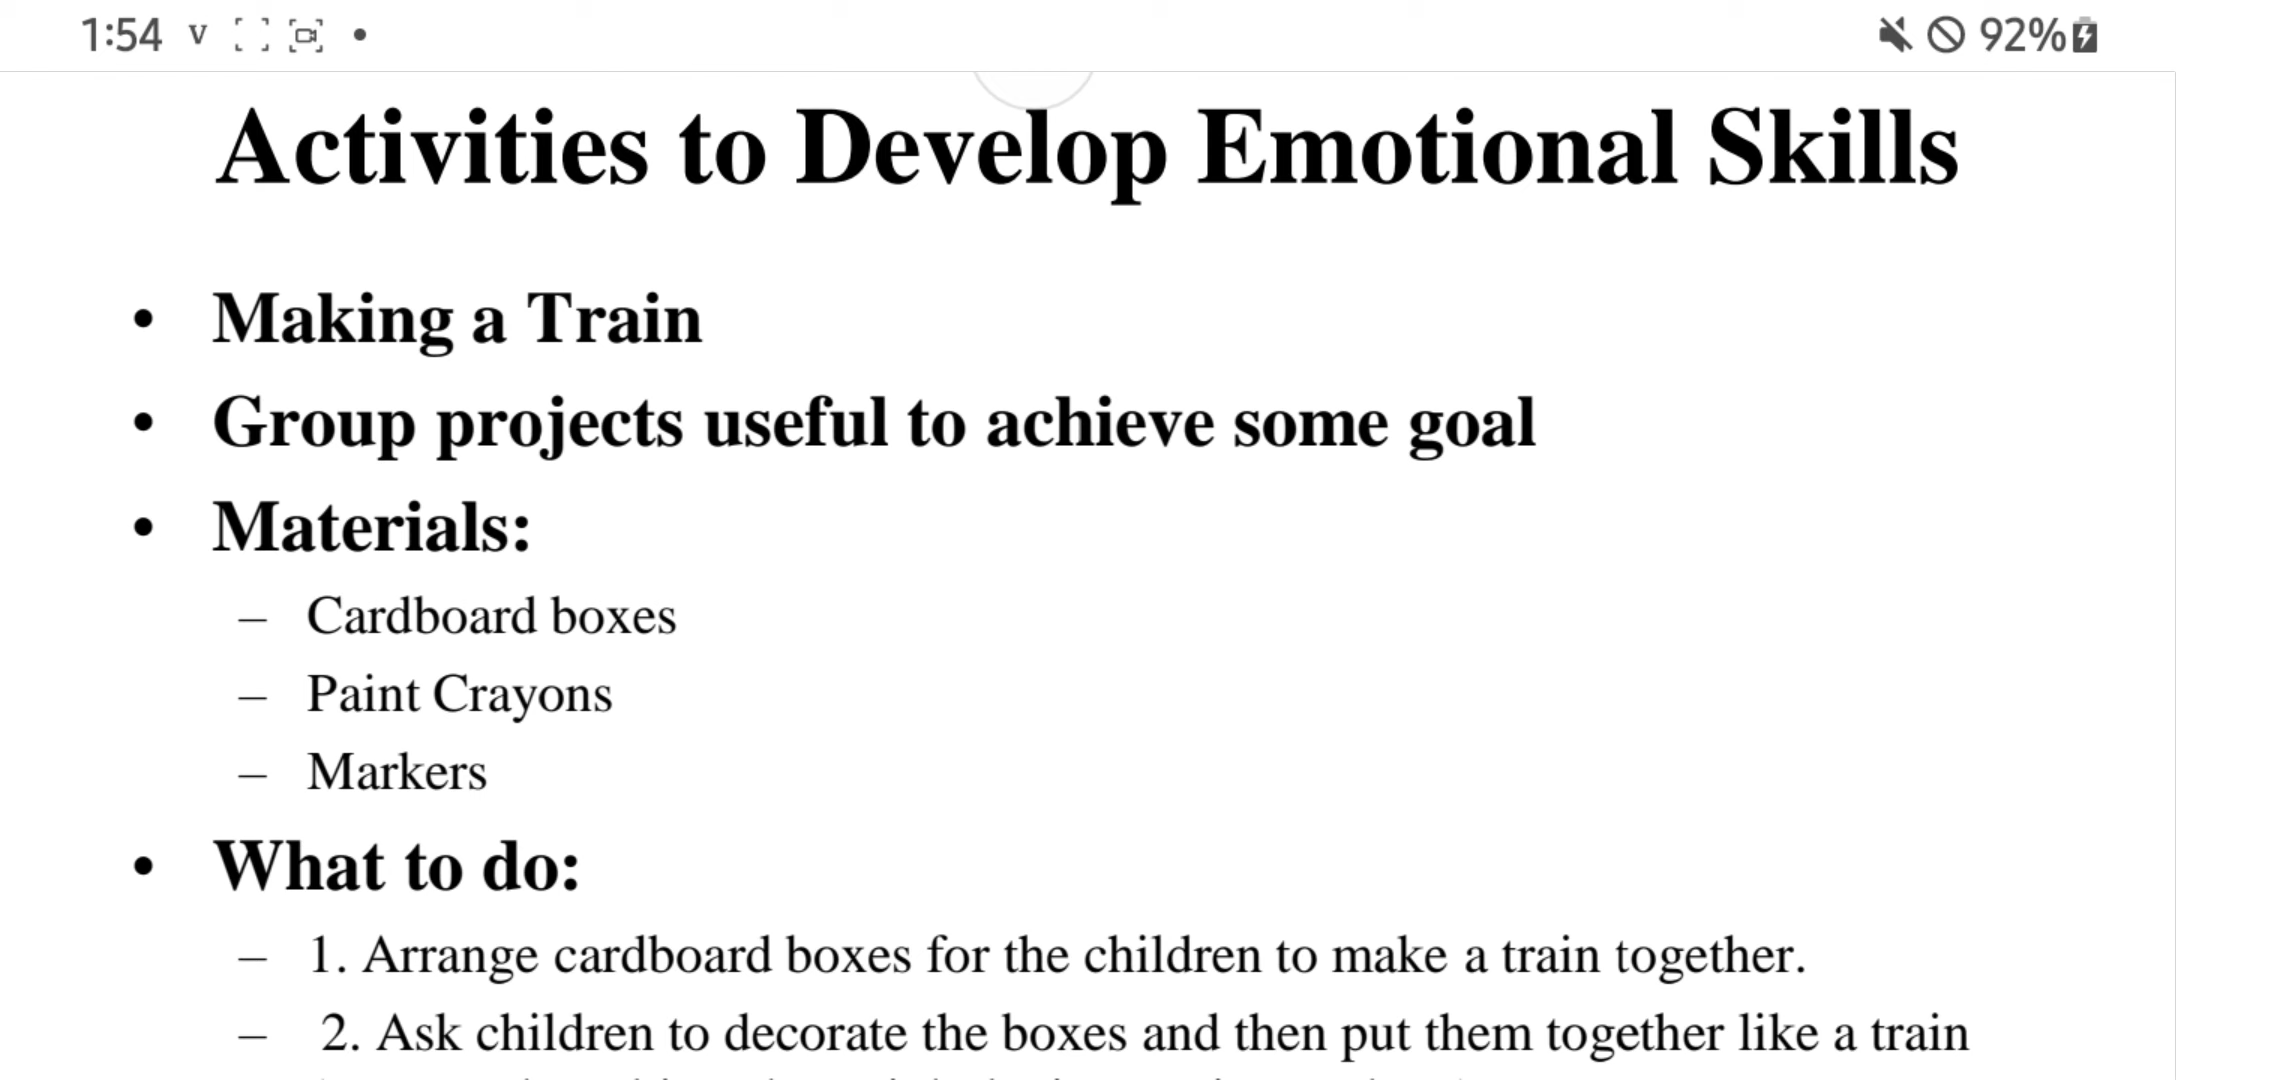 1:54 v 92%
Activities to Develop Emotional Skills
• Making a Train
• Group projects useful to achieve some goal
• Materials:
– Cardboard boxes
– Paint Crayons
– Markers
• What to do:
– 1. Arrange cardboard boxes for the children to make a train together.
– 2. Ask children to decorate the boxes and then put them together like a train